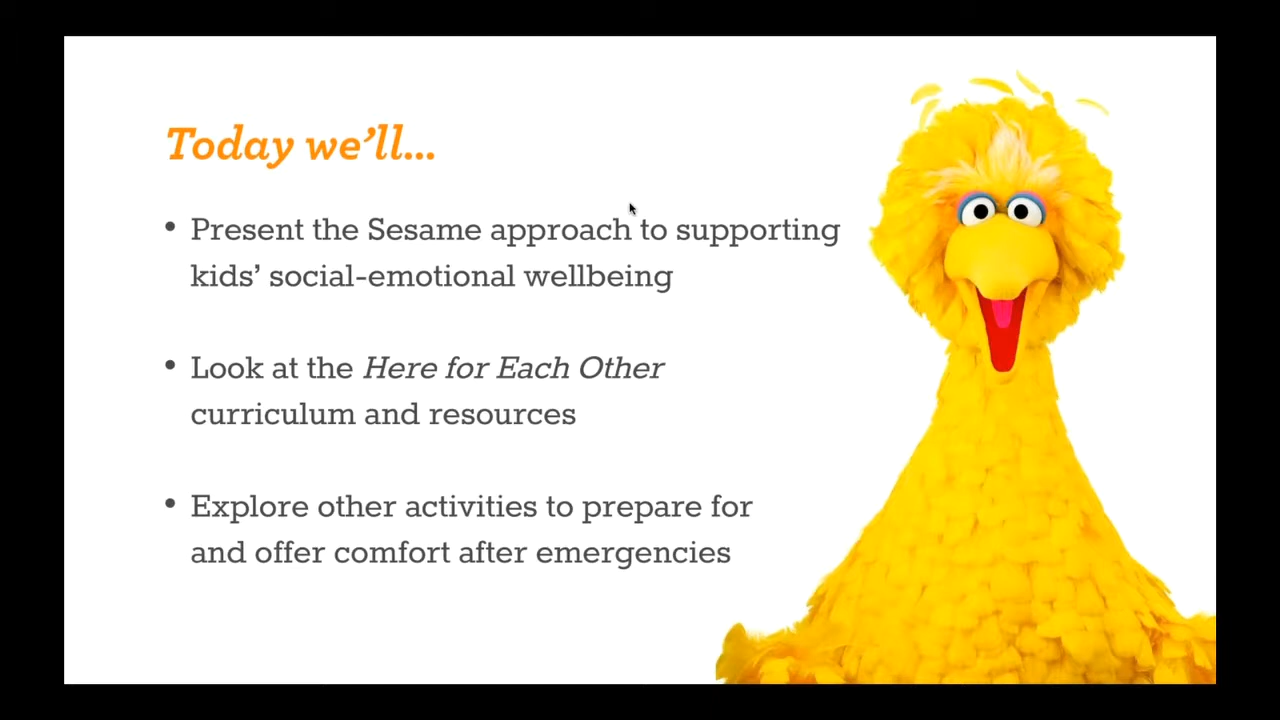 Today we’ll...
• Present the Sesame approach to supporting
kids’ social-emotional wellbeing
• Look at the Here for Each Other
curriculum and resources
• Explore other activities to prepare for
and offer comfort after emergencies